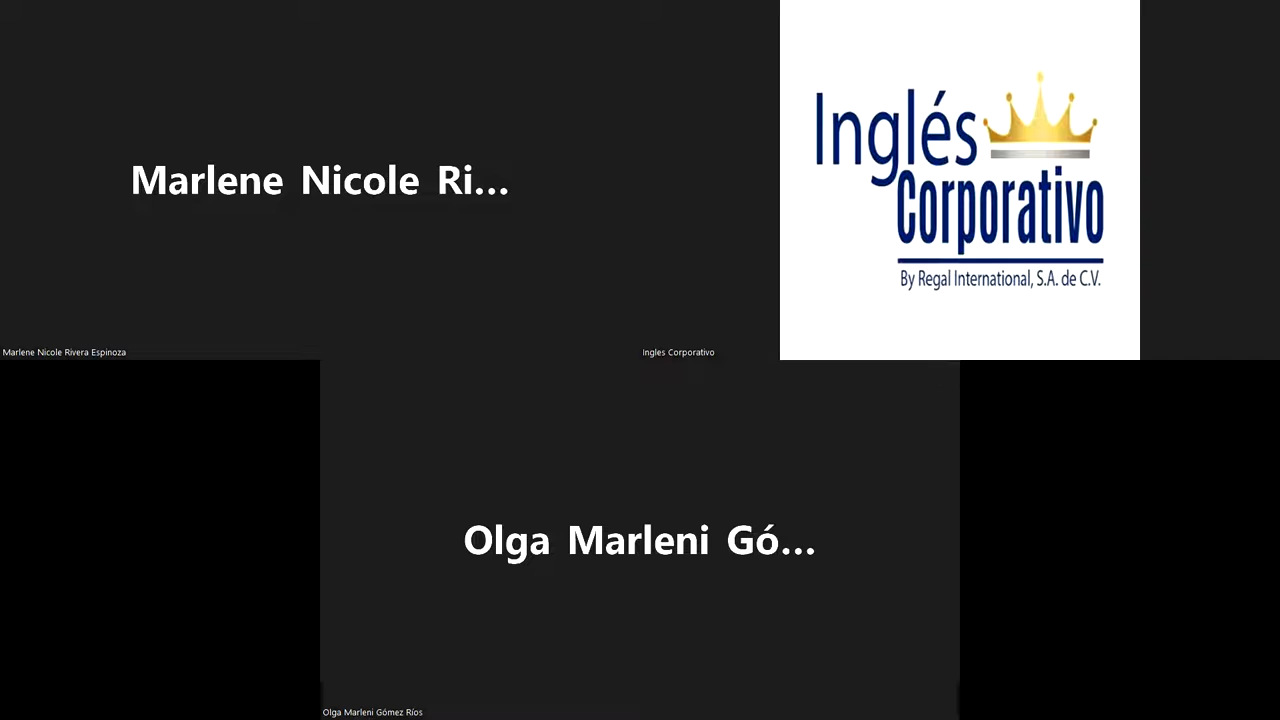 Marlene Nicole Ri...
Inglés
Corporativo
By Regal International, S.A. de C.V.
Marlene Nicole Rivera Espinoza
Ingles Corporativo
Olga Marleni Gó...
Olga Marleni Gómez Ríos